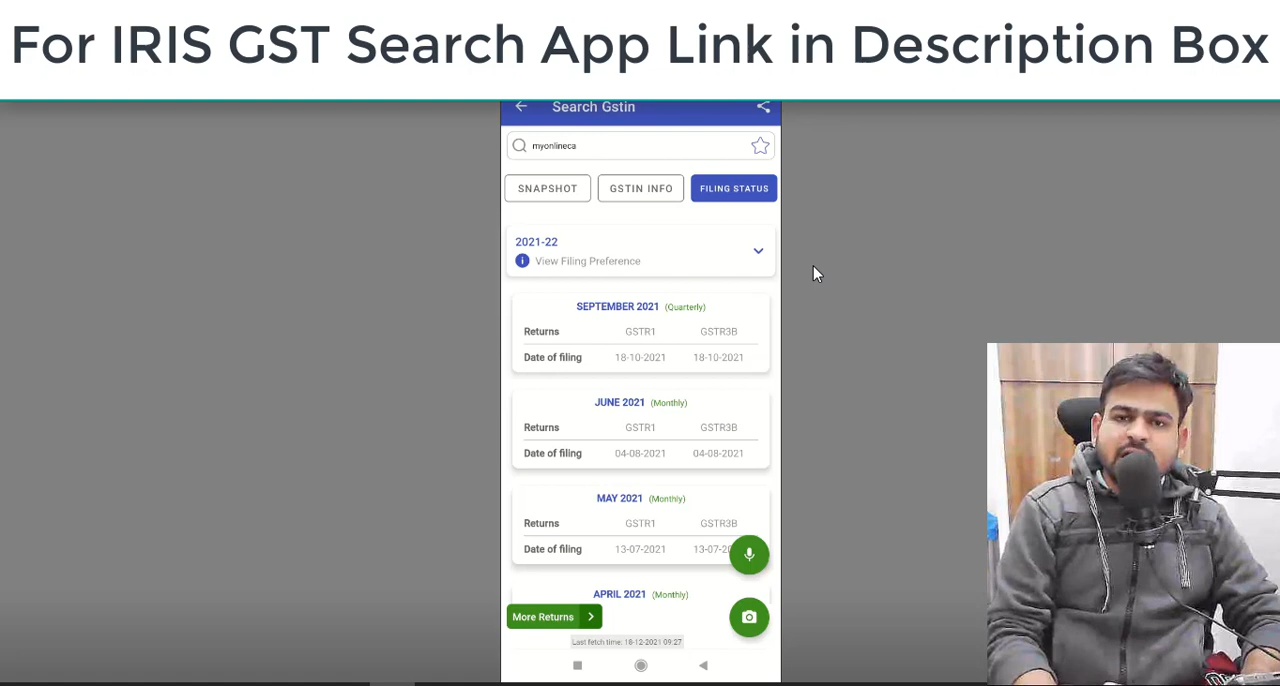 For IRIS GST Search App Link in Description Box
Search Gstin
myonlineca
SNAPSHOT GSTIN INFO FILING STATUS
2021-22
i View Filing Preference
SEPTEMBER 2021 (Quarterly)
Returns GSTR1 GSTR3B
Date of filing 18-10-2021 18-10-2021
JUNE 2021 (Monthly)
Returns GSTR1 GSTR3B
Date of filing 04-08-2021 04-08-2021
MAY 2021 (Monthly)
Returns GSTR1 GSTR3B
Date of filing 13-07-2021 13-07-20
APRIL 2021 (Monthly)
More Returns
Last fetch time: 18-12-2021 09:27